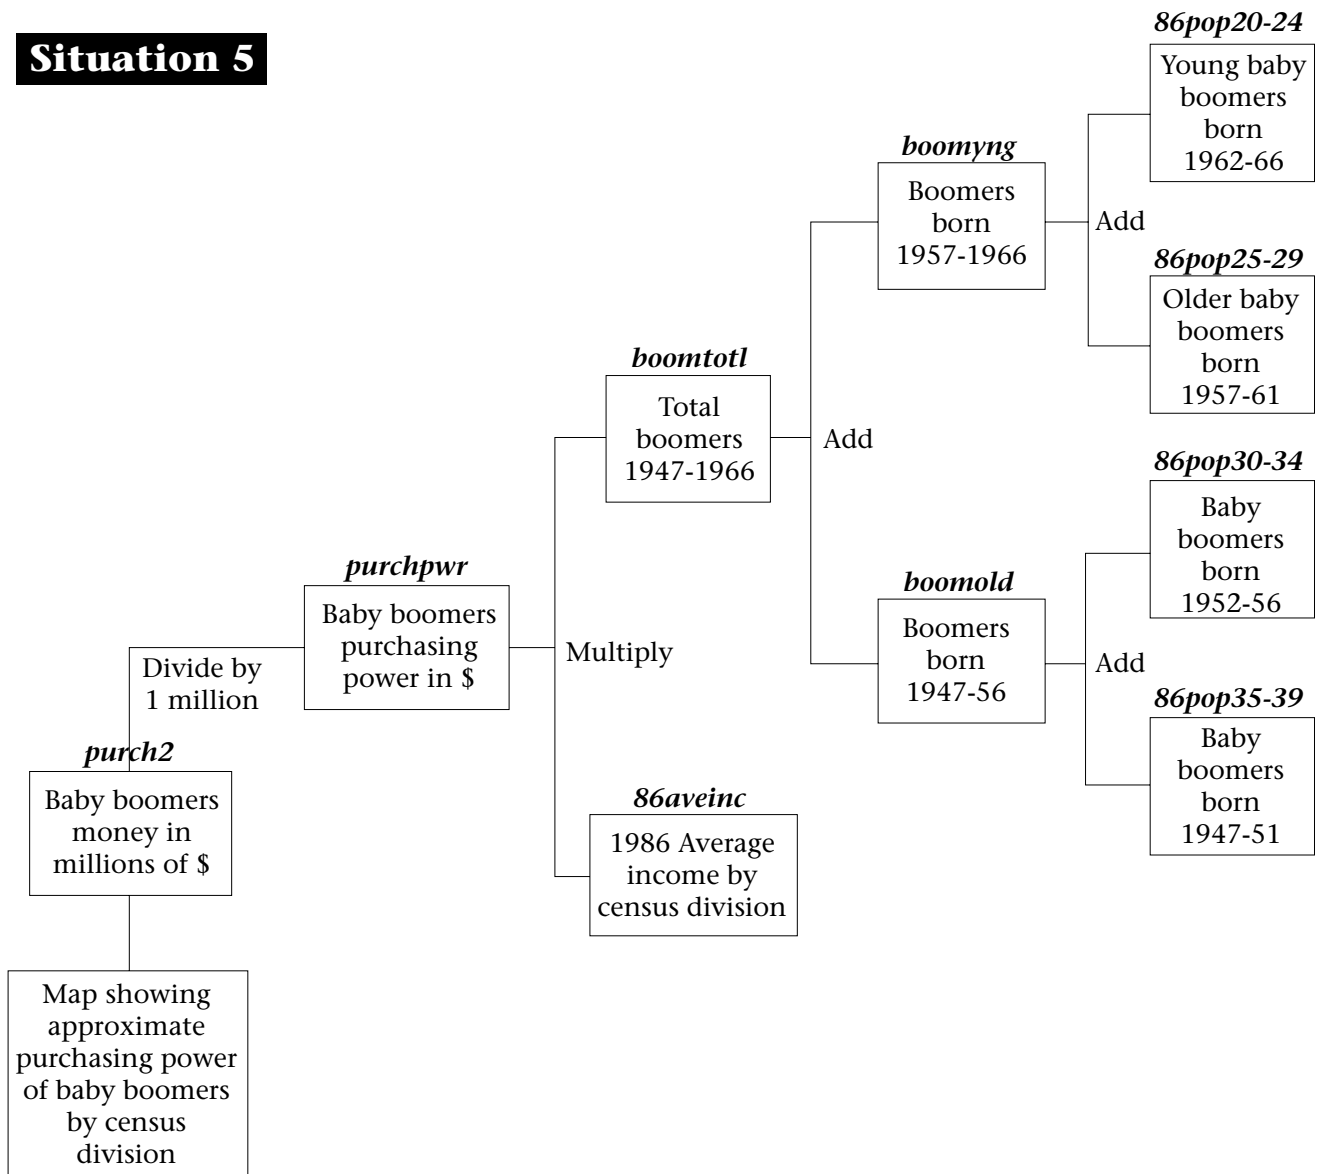 Situation 5
86pop20-24
Young baby
boomers
born
1962-66
boomyng
Boomers
born
1957-1966
Add
86pop25-29
Older baby
boomers
born
1957-61
boomtotl
Total
boomers
1947-1966
Add
86pop30-34
Baby
boomers
born
1952-56
purchpwr
Baby boomers
purchasing
power in $
Multiply
boomold
Boomers
born
1947-56
Add
86pop35-39
Baby
boomers
born
1947-51
Divide by
1 million
purch2
Baby boomers
money in
millions of $
86aveinc
1986 Average
income by
census division
Map showing
approximate
purchasing power
of baby boomers
by census
division